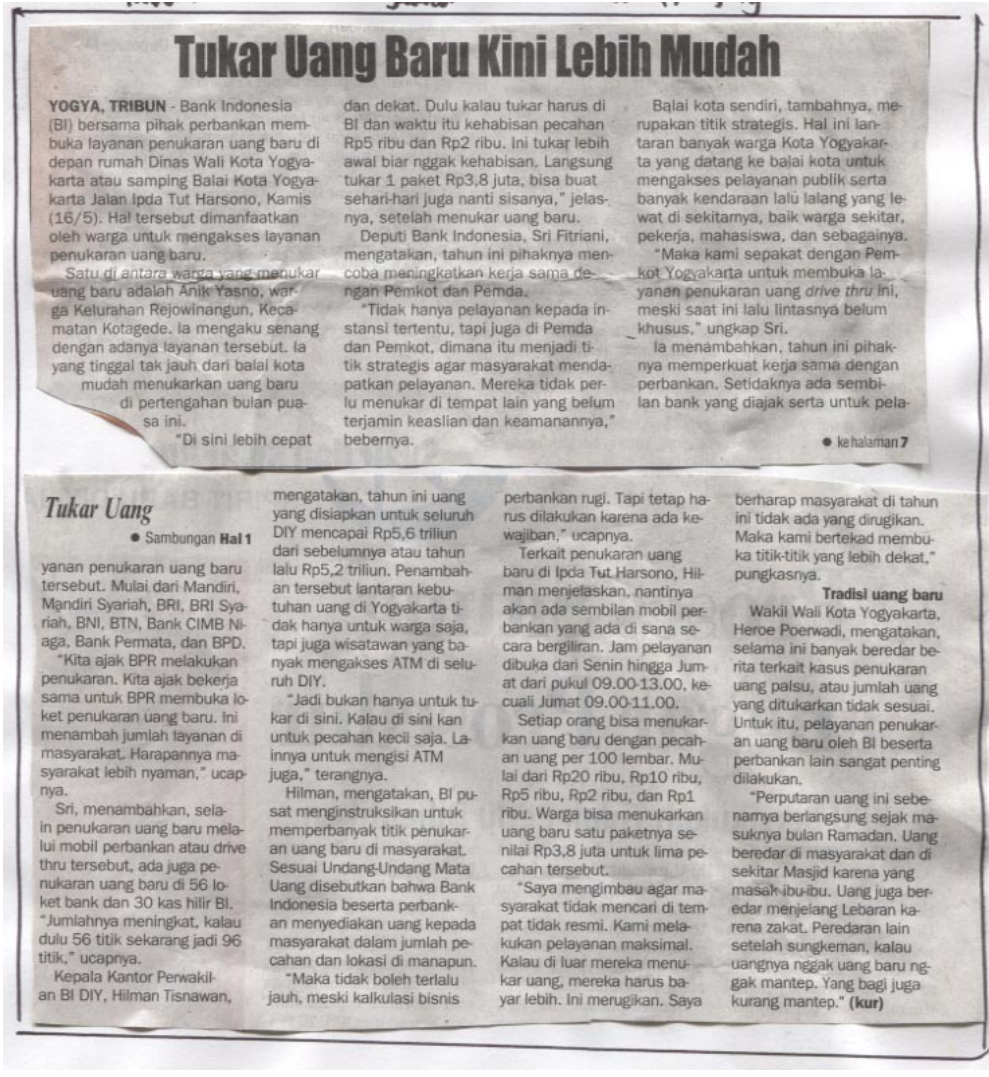 Tukar Uang Baru Kini Lebih Mudah
YOGYA, TRIBUN - Bank Indonesia
(BI) bersama pihak perbankan mem-
buka layanan penukaran uang baru di
depan rumah Dinas Wali Kota Yogya-
karta atau samping Balai Kota Yogya-
karta Jalan Ipda Tut Harsono, Kamis
(16/5). Hal tersebut dimanfaatkan
oleh warga untuk mengakses layanan
penukaran uang baru.
Satu di antara warga yang menukar
uang baru adalah Anik Yasno, war-
ga Kelurahan Rejowinangun, Keca-
matan Kotagede. Ia mengaku senang
dengan adanya layanan tersebut. Ia
yang tinggal tak jauh dari balai kota
mudah menukarkan uang baru
di pertengahan bulan pua-
sa ini.
"Di sini lebih cepat
dan dekat. Dulu kalau tukar harus di
BI dan waktu itu kehabisan pecahan
Rp5 ribu dan Rp2 ribu. Ini tukar lebih
awal biar nggak kehabisan. Langsung
tukar 1 paket Rp3,8 juta, bisa buat
sehari-hari juga nanti sisanya," jelas-
nya, setelah menukar uang baru.
Deputi Bank Indonesia, Sri Fitriani,
mengatakan, tahun ini pihaknya men-
coba meningkatkan kerja sama de-
ngan Pemkot dan Pemda.
"Tidak hanya pelayanan kepada in-
stansi tertentu, tapi juga di Pemda
dan Pemkot, dimana itu menjadi ti-
tik strategis agar masyarakat menda-
patkan pelayanan. Mereka tidak per-
lu menukar di tempat lain yang belum
terjamin keaslian dan keamanannya,"
bebernya.
Balai kota sendiri, tambahnya, me-
rupakan titik strategis. Hal ini lan-
taran banyak warga Kota Yogyakar-
ta yang datang ke balai kota untuk
mengakses pelayanan publik serta
banyak kendaraan lalu lalang yang le-
wat di sekitarnya, baik warga sekitar,
pekerja, mahasiswa, dan sebagainya.
"Maka kami sepakat dengan Pem-
kot Yogyakarta untuk membuka la-
yanan penukaran uang drive thru ini,
meski saat ini lalu lintasnya belum
khusus," ungkap Sri.
Ia menambahkan, tahun ini pihak-
nya memperkuat kerja sama dengan
perbankan. Setidaknya ada sembi-
lan bank yang diajak serta untuk pela-
● ke halaman 7
Tukar Uang
● Sambungan Hal 1
yanan penukaran uang baru
tersebut. Mulai dari Mandiri,
Mandiri Syariah, BRI, BRI Sya-
riah, BNI, BTN, Bank CIMB Ni-
aga, Bank Permata, dan BPD.
"Kita ajak BPR melakukan
penukaran. Kita ajak bekerja
sama untuk BPR membuka lo-
ket penukaran uang baru. Ini
menambah jumlah layanan di
masyarakat. Harapannya ma-
syarakat lebih nyaman," ucap-
nya.
Sri, menambahkan, sela-
in penukaran uang baru mela-
lui mobil perbankan atau drive
thru tersebut, ada juga pe-
nukaran uang baru di 56 lo-
ket bank dan 30 kas hilir BI.
"Jumlahnya meningkat, kalau
dulu 56 titik sekarang jadi 96
titik," ucapnya.
Kepala Kantor Perwakil-
an BI DIY, Hilman Tisnawan,
mengatakan, tahun ini uang
yang disiapkan untuk seluruh
DIY mencapai Rp5,6 triliun
dari sebelumnya atau tahun
lalu Rp5,2 triliun. Penambah-
an tersebut lantaran kebu-
tuhan uang di Yogyakarta ti-
dak hanya untuk warga saja,
tapi juga wisatawan yang ba-
nyak mengakses ATM di selu-
ruh DIY.
"Jadi bukan hanya untuk tu-
kar di sini. Kalau di sini kan
untuk pecahan kecil saja. La-
innya untuk mengisi ATM
juga," terangnya.
Hilman, mengatakan, BI pu-
sat menginstruksikan untuk
memperbanyak titik penukar-
an uang baru di masyarakat.
Sesuai Undang-Undang Mata
Uang disebutkan bahwa Bank
Indonesia beserta perbank-
an menyediakan uang kepada
masyarakat dalam jumlah pe-
cahan dan lokasi di manapun.
"Maka tidak boleh terlalu
jauh, meski kalkulasi bisnis
perbankan rugi. Tapi tetap ha-
rus dilakukan karena ada ke-
wajiban," ucapnya.
Terkait penukaran uang
baru di Ipda Tut Harsono, Hil-
man menjelaskan, nantinya
akan ada sembilan mobil per-
bankan yang ada di sana se-
cara bergiliran. Jam pelayanan
dibuka dari Senin hingga Jum-
at dari pukul 09.00-13.00, ke-
cuali Jumat 09.00-11.00.
Setiap orang bisa menukar-
kan uang baru dengan pecah-
an uang per 100 lembar. Mu-
lai dari Rp20 ribu, Rp10 ribu,
Rp5 ribu, Rp2 ribu, dan Rp1
ribu. Warga bisa menukarkan
uang baru satu paketnya se-
nilai Rp3,8 juta untuk lima pe-
cahan tersebut.
"Saya mengimbau agar ma-
syarakat tidak mencari di tem-
pat tidak resmi. Kami mela-
kukan pelayanan maksimal.
Kalau di luar mereka menu-
kar uang, mereka harus ba-
yar lebih. Ini merugikan. Saya
berharap masyarakat di tahun
ini tidak ada yang dirugikan.
Maka kami bertekad membu-
ka titik-titik yang lebih dekat,"
pungkasnya.
Tradisi uang baru
Wakil Wali Kota Yogyakarta,
Heroe Poerwadi, mengatakan,
selama ini banyak beredar be-
rita terkait kasus penukaran
uang palsu, atau jumlah uang
yang ditukarkan tidak sesuai.
Untuk itu, pelayanan penukar-
an uang baru oleh BI beserta
perbankan lain sangat penting
dilakukan.
"Perputaran uang ini sebe-
narnya berlangsung sejak ma-
suknya bulan Ramadan. Uang
beredar di masyarakat dan di
sekitar Masjid karena yang
masak ibu-ibu. Uang juga ber-
edar menjelang Lebaran ka-
rena zakat. Peredaran lain
setelah sungkeman, kalau
uangnya nggak uang baru ng-
gak mantep. Yang bagi juga
kurang mantep." (kur)